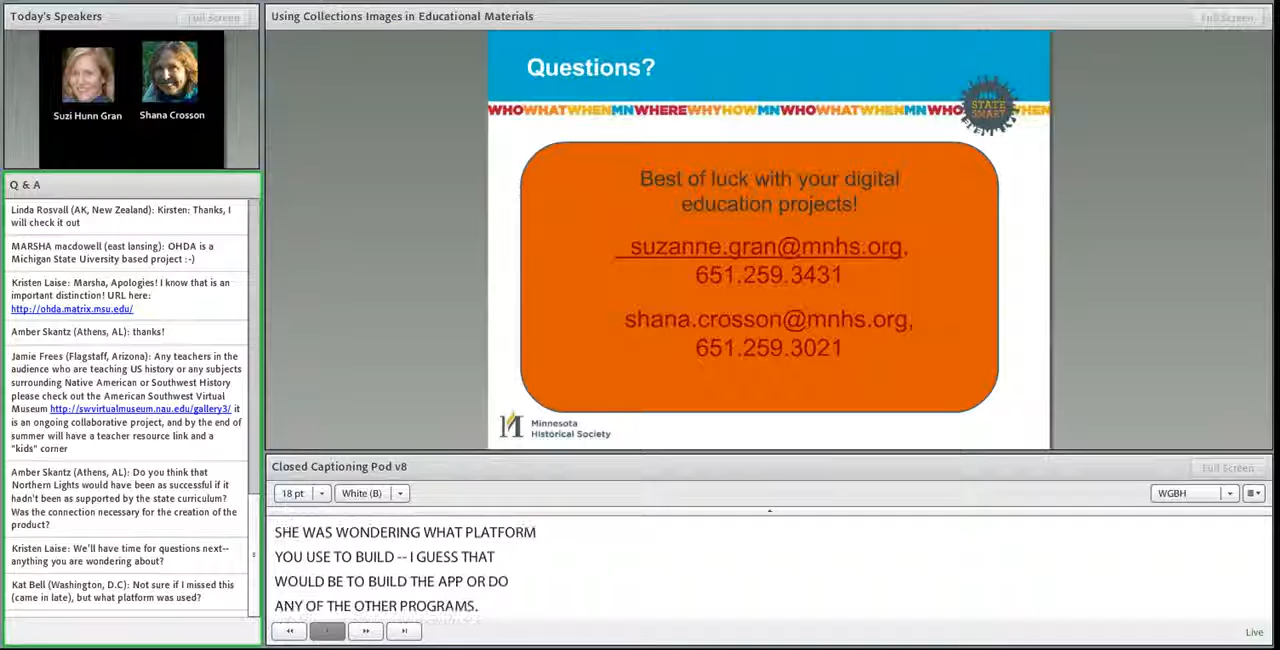 Today's Speakers
Full Screen
Suzi Hunn Gran
Shana Crosson
Q & A
Linda Rosvall (AK, New Zealand): Kirsten: Thanks, I
will check it out
MARSHA macdowell (east lansing): OHDA is a
Michigan State Uiversity based project :-)
Kristen Laise: Marsha, Apologies! I know that is an
important distinction! URL here:
http://ohda.matrix.msu.edu/
Amber Skantz (Athens, AL): thanks!
Jamie Frees (Flagstaff, Arizona): Any teachers in the
audience who are teaching US history or any subjects
surrounding Native American or Southwest History
please check out the American Southwest Virtual
Museum http://swvirtualmuseum.nau.edu/gallery3/ it
is an ongoing collaborative project, and by the end of
summer will have a teacher resource link and a
"kids" corner
Amber Skantz (Athens, AL): Do you think that
Northern Lights would have been as successful if it
hadn't been as supported by the state curriculum?
Was the connection necessary for the creation of the
product?
Kristen Laise: We'll have time for questions next--
anything you are wondering about?
Kat Bell (Washington, D.C): Not sure if I missed this
(came in late), but what platform was used?
Using Collections Images in Educational Materials
Full Screen
Questions?
WHOWHATWHENMNWHEREWHYHOWMNWHOWHATWHENMNWHO
HEN
MN
STATE
SMART
Best of luck with your digital
education projects!
suzanne.gran@mnhs.org,
651.259.3431
shana.crosson@mnhs.org,
651.259.3021
Minnesota
Historical Society
Closed Captioning Pod v8
Full Screen
18 pt
White (B)
WGBH
SHE WAS WONDERING WHAT PLATFORM
YOU USE TO BUILD -- I GUESS THAT
WOULD BE TO BUILD THE APP OR DO
ANY OF THE OTHER PROGRAMS.
Live